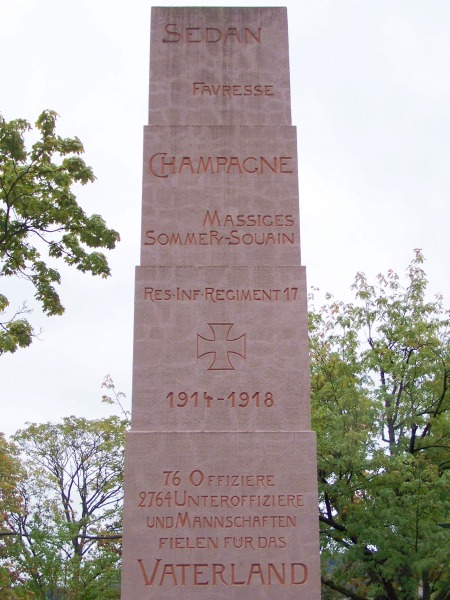 SEDAN
FAVRESSE
CHAMPAGNE
MASSIGES
SOMMERY-SOUAIN
RES·INF·REGIMENT 17
1914-1918
76 OFFIZIERE
2764 UNTEROFFIZIERE
UND MANNSCHAFTEN
FIELEN FÜR DAS
VATERLAND